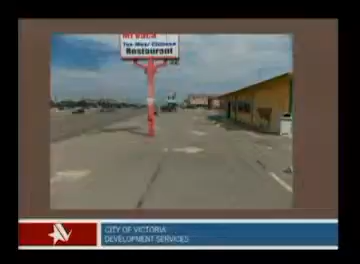 Tex-Mex/ Chinese
Restaurant
CITY OF VICTORIA
DEVELOPMENT SERVICES